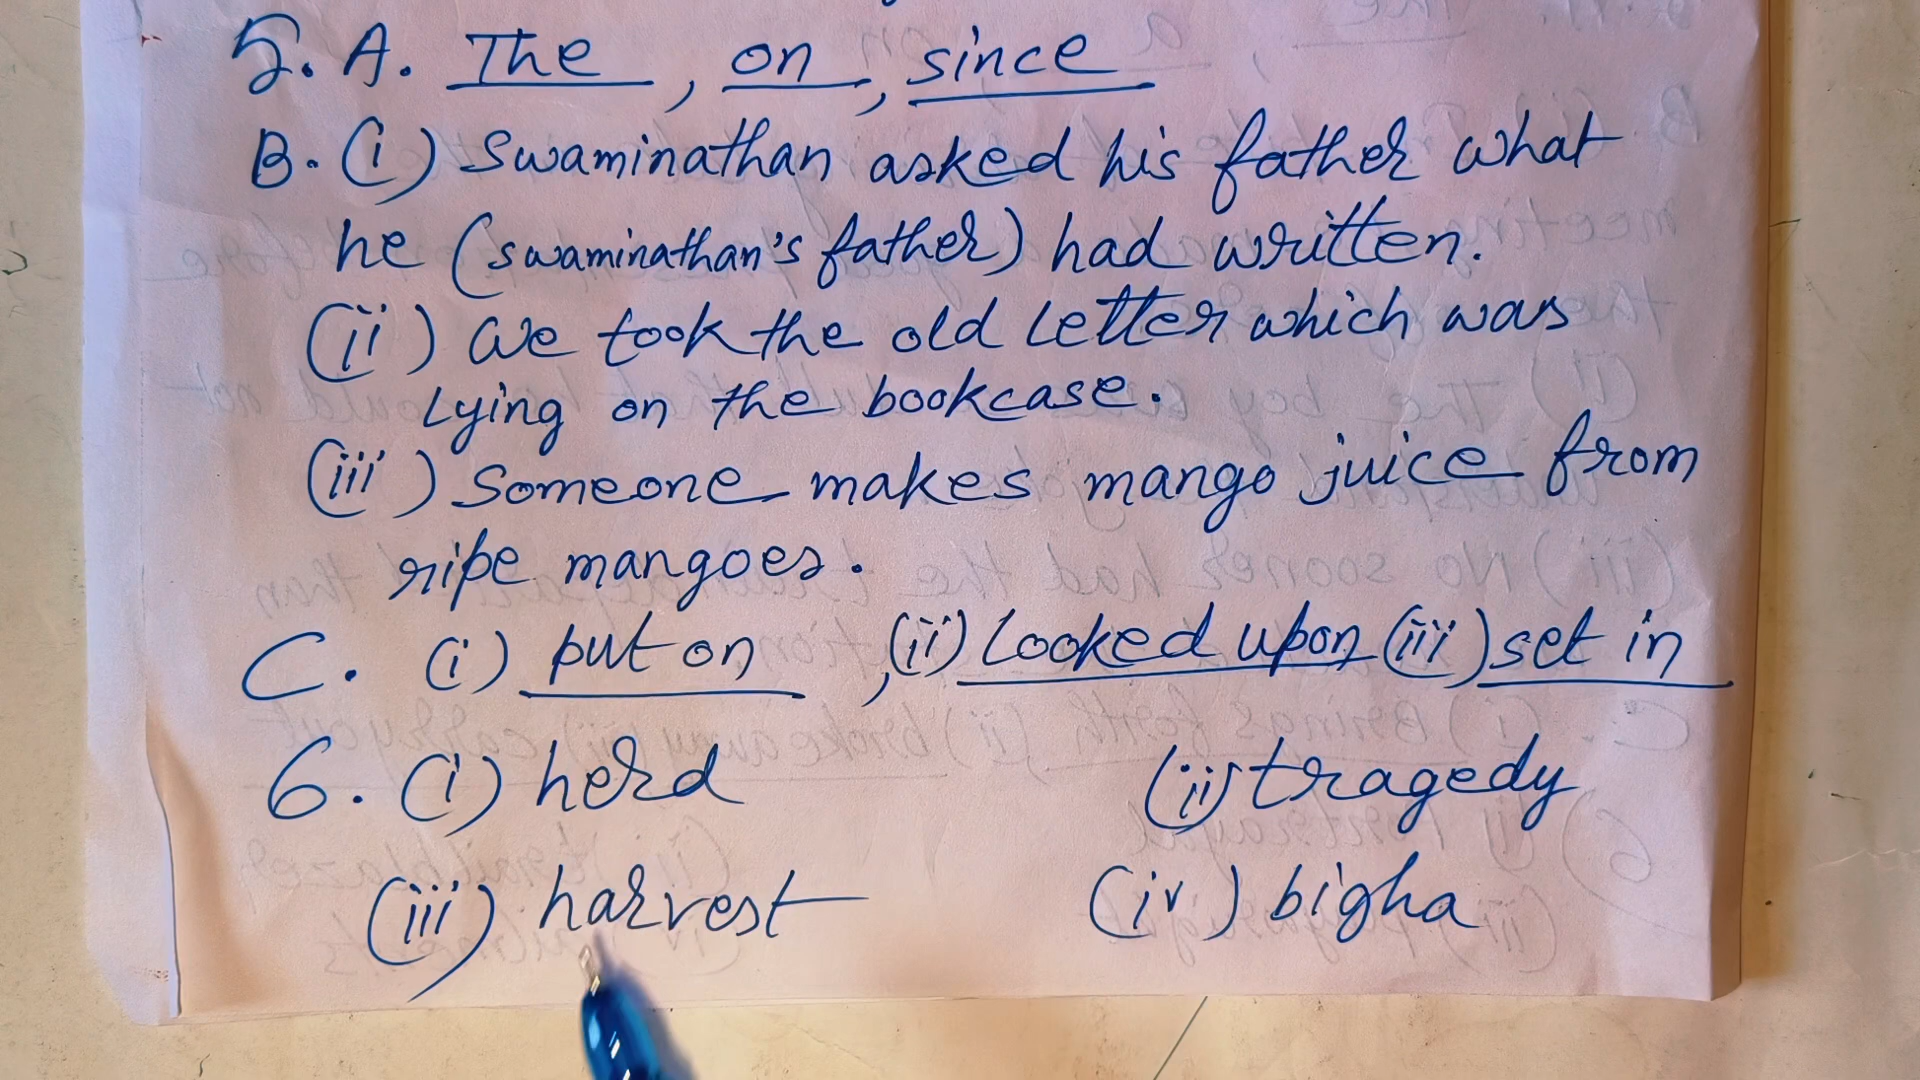 5. A. The, on, since
B. (i) Swaminathan asked his father what
he (swaminathan's father) had written.
(ii) We took the old letter which was
lying on the bookcase.
(iii) Someone makes mango juice from
ripe mangoes.
C. (i) put on, (ii) looked upon (iii) set in
6. (i) herd (ii) tragedy
(iii) harvest (iv) bigha